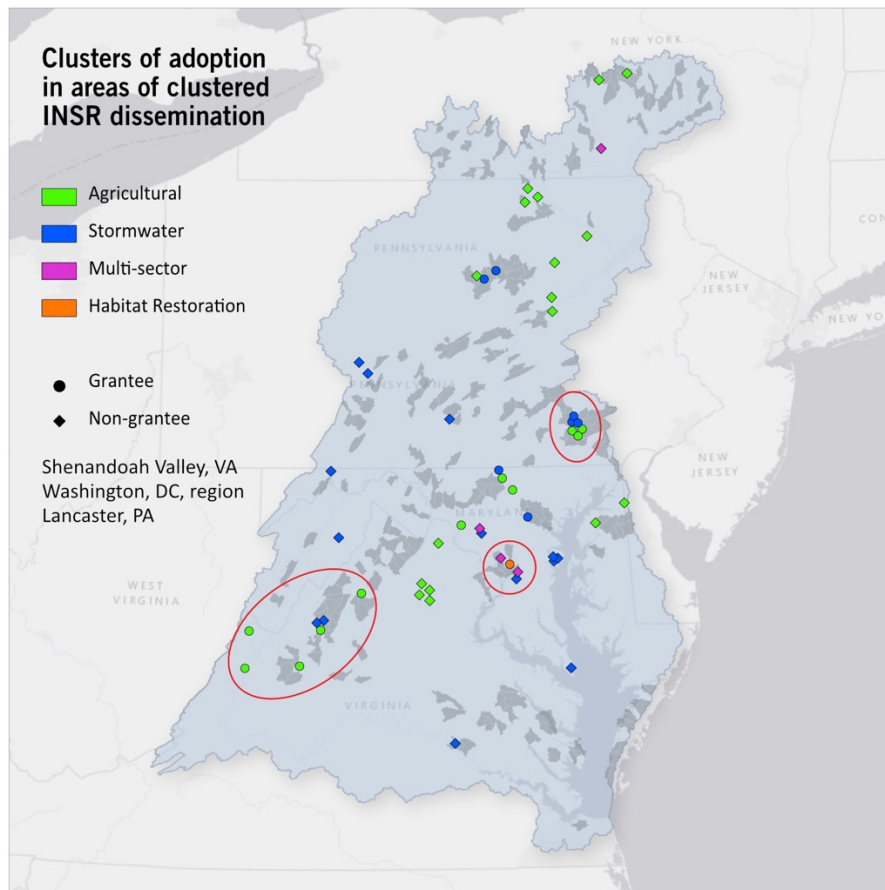 Clusters of adoption
in areas of clustered
INSR dissemination
Agricultural
Stormwater
Multi-sector
Habitat Restoration
Grantee
Non-grantee
Shenandoah Valley, VA
Washington, DC, region
Lancaster, PA
NEW YORK
PENNSYLVANIA
NEW
JERSEY
NEW YO
CON
PENNSYLVANIA
NEW
JERSEY
MARYLAN
WEST
VIRGINIA
VIRGINIA